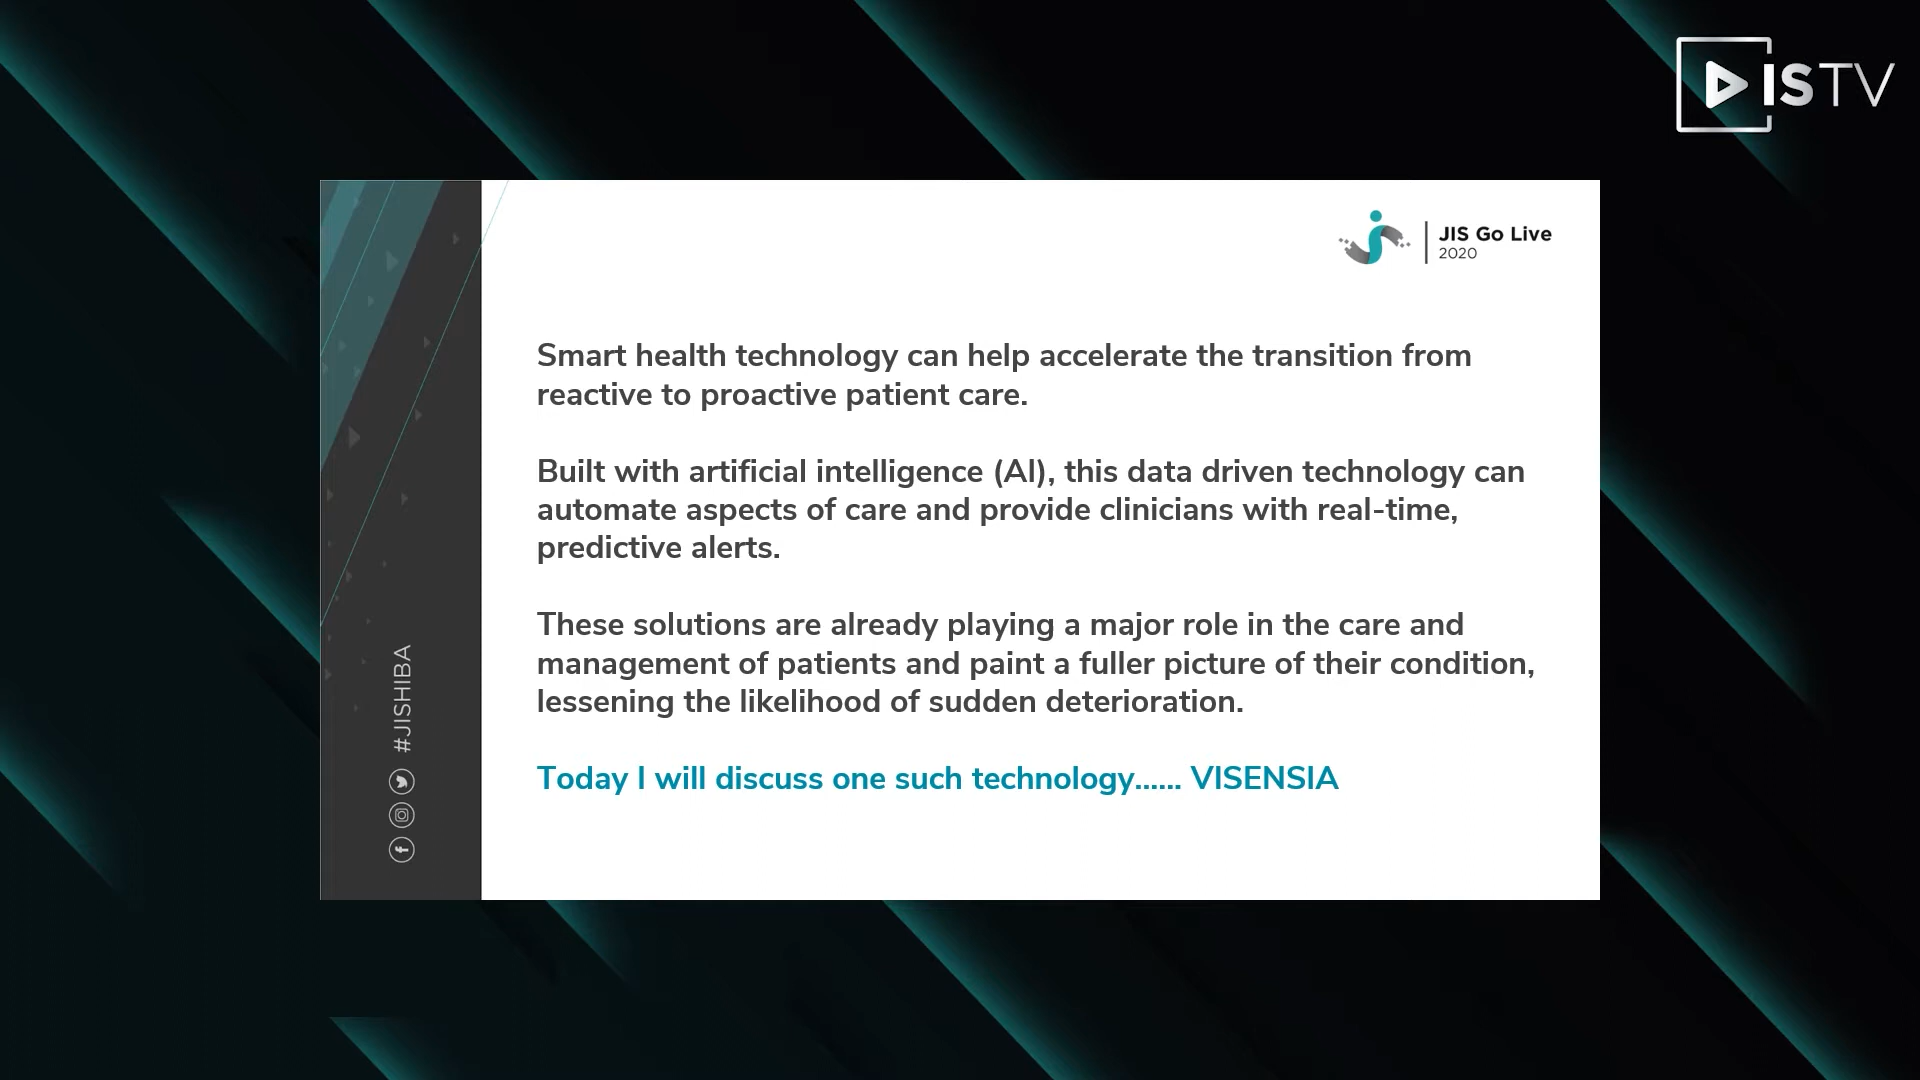 ISTV
JIS Go Live
2020
Smart health technology can help accelerate the transition from
reactive to proactive patient care.
Built with artificial intelligence (AI), this data driven technology can
automate aspects of care and provide clinicians with real-time,
predictive alerts.
These solutions are already playing a major role in the care and
management of patients and paint a fuller picture of their condition,
lessening the likelihood of sudden deterioration.
Today I will discuss one such technology...... VISENSIA
#JISHIBA